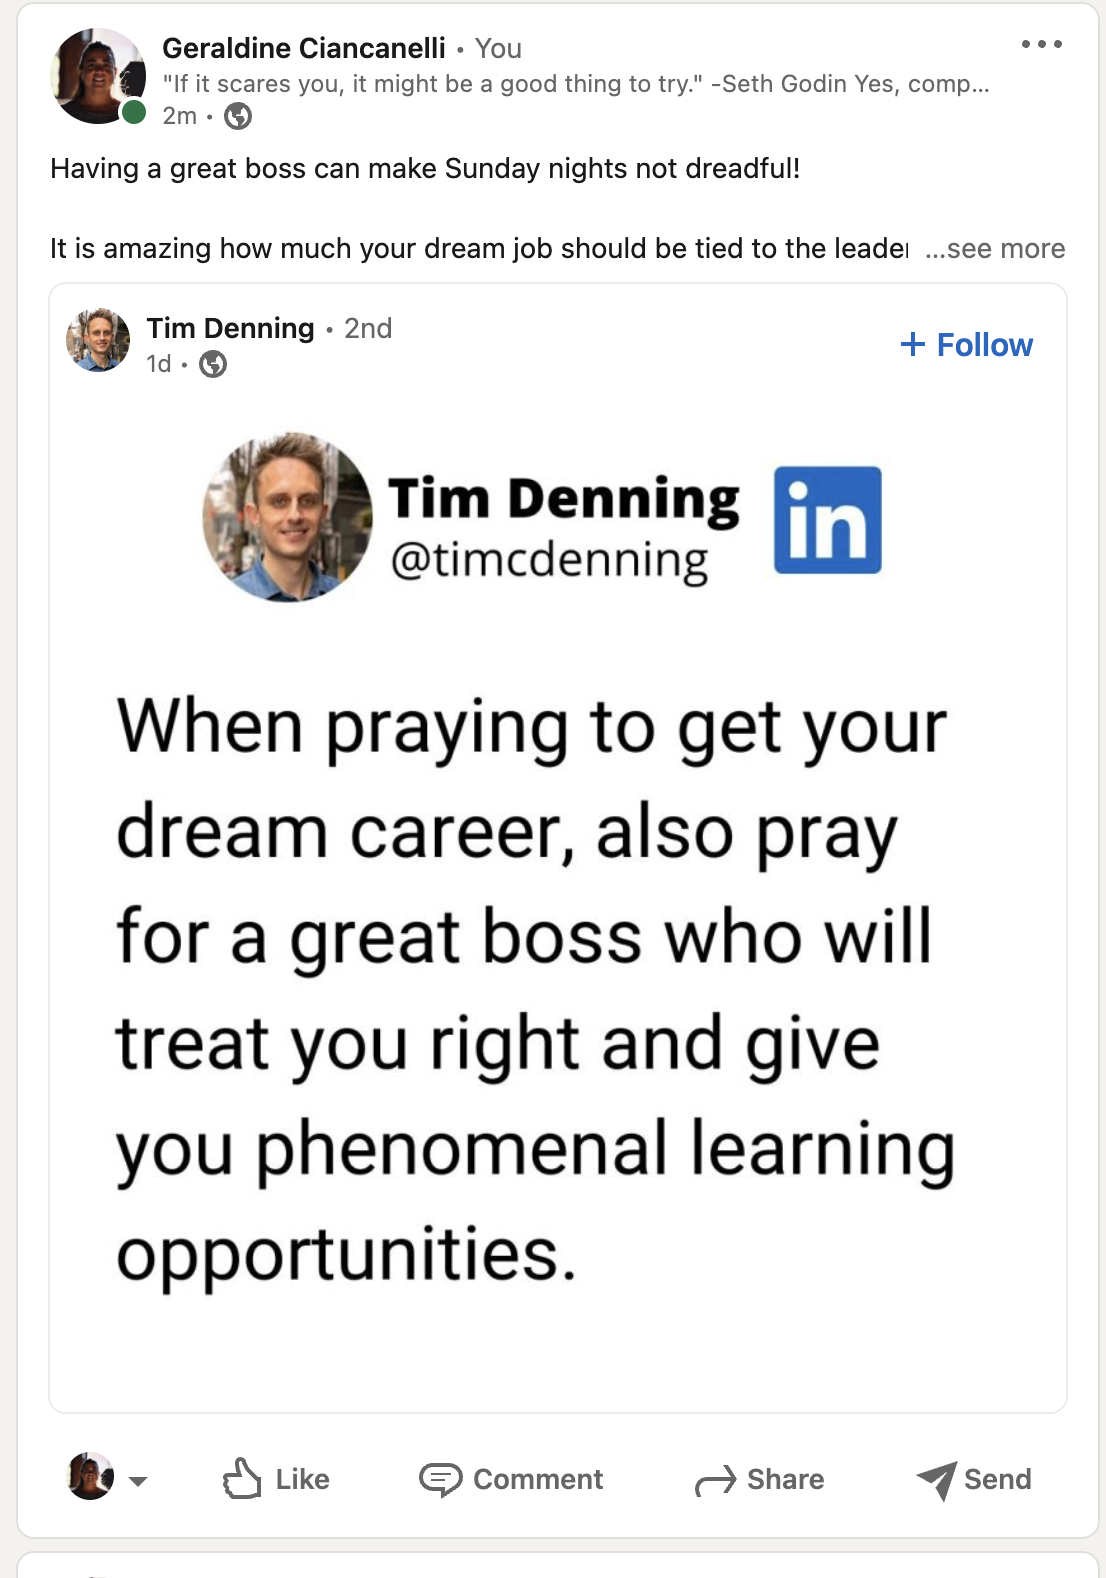 Geraldine Ciancanelli • You
"If it scares you, it might be a good thing to try." -Seth Godin Yes, comp...
2m •
Having a great boss can make Sunday nights not dreadful!
It is amazing how much your dream job should be tied to the leader ...see more
Tim Denning • 2nd
1d •
+ Follow
Tim Denning
@timcdenning
in
When praying to get your
dream career, also pray
for a great boss who will
treat you right and give
you phenomenal learning
opportunities.
Like
Comment
Share
Send